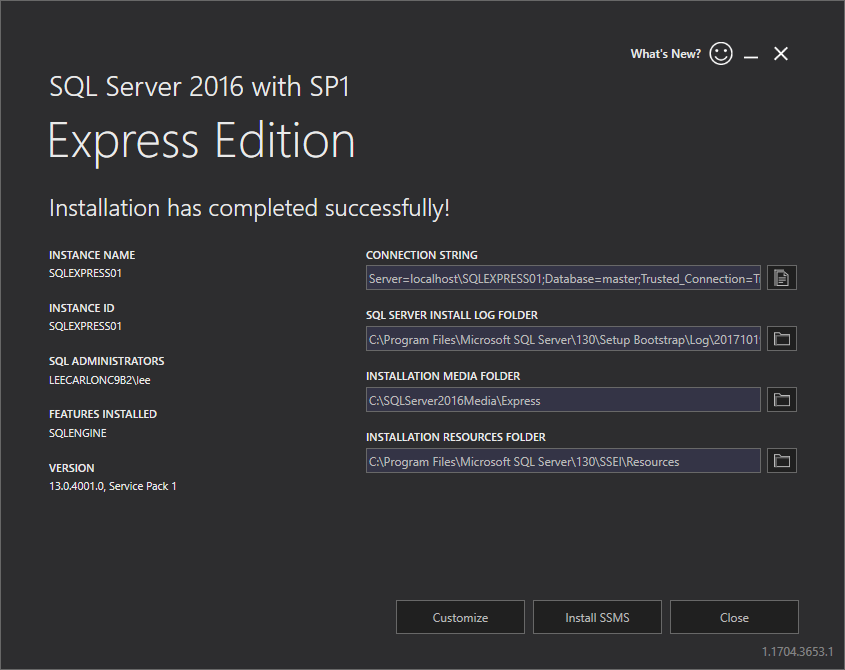 What's New?
SQL Server 2016 with SP1
Express Edition
Installation has completed successfully!
INSTANCE NAME
SQLEXPRESS01
INSTANCE ID
SQLEXPRESS01
SQL ADMINISTRATORS
LEECARLONC9B2\lee
FEATURES INSTALLED
SQLENGINE
VERSION
13.0.4001.0, Service Pack 1
CONNECTION STRING
Server=localhost\SQLEXPRESS01;Database=master;Trusted_Connection=T
SQL SERVER INSTALL LOG FOLDER
C:\Program Files\Microsoft SQL Server\130\Setup Bootstrap\Log\2017101
INSTALLATION MEDIA FOLDER
C:\SQLServer2016Media\Express
INSTALLATION RESOURCES FOLDER
C:\Program Files\Microsoft SQL Server\130\SSEI\Resources
Customize
Install SSMS
Close
1.1704.3653.1